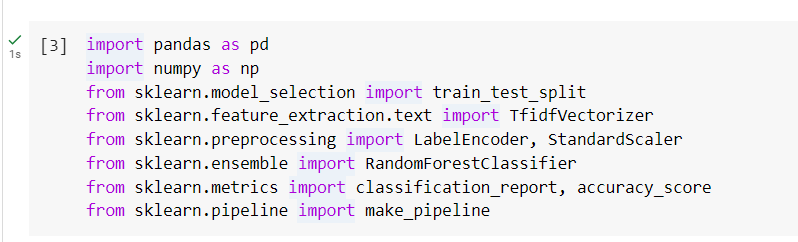 [3] import pandas as pd
1s import numpy as np
from sklearn.model_selection import train_test_split
from sklearn.feature_extraction.text import TfidfVectorizer
from sklearn.preprocessing import LabelEncoder, StandardScaler
from sklearn.ensemble import RandomForestClassifier
from sklearn.metrics import classification_report, accuracy_score
from sklearn.pipeline import make_pipeline